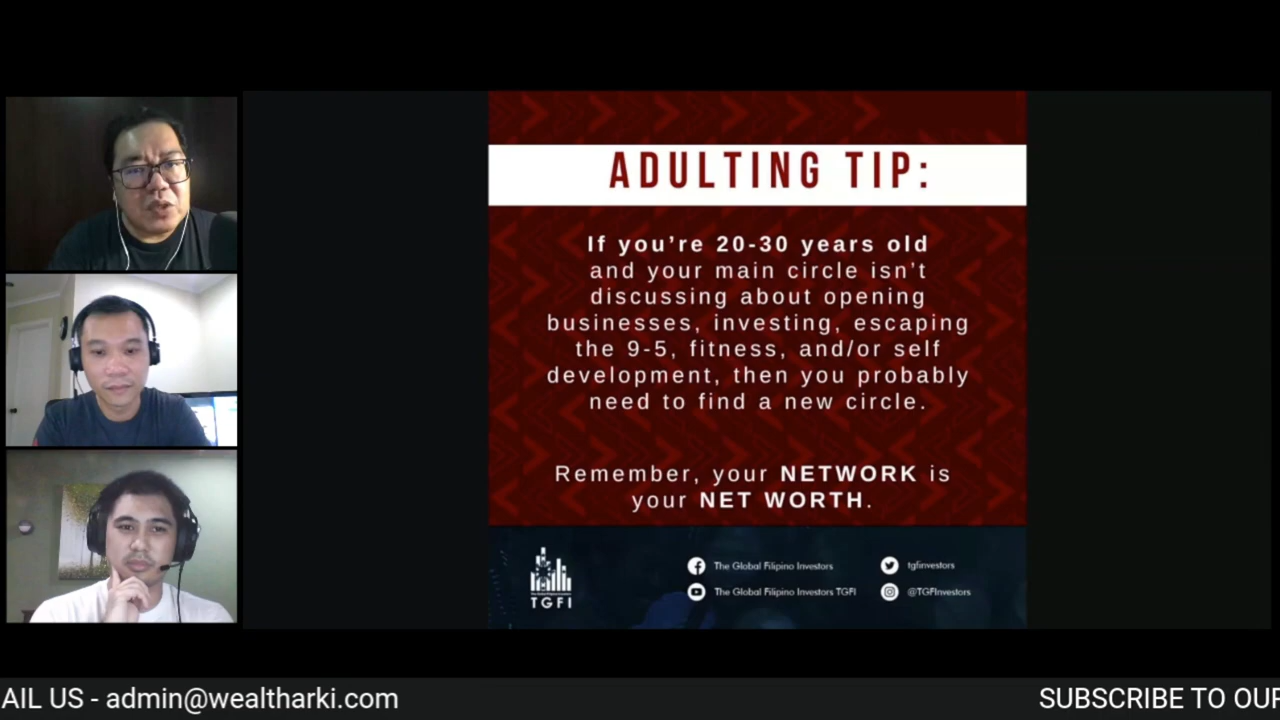 ADULTING TIP:
If you're 20-30 years old
and your main circle isn't
discussing about opening
businesses, investing, escaping
the 9-5, fitness, and/or self
development, then you probably
need to find a new circle.
Remember, your NETWORK is
your NET WORTH.
TGFI
The Global Filipino Investors
tgfinvestors
The Global Filipino Investors TGFI
@TGFInvestors
AIL US - admin@wealtharki.com
SUBSCRIBE TO OUR